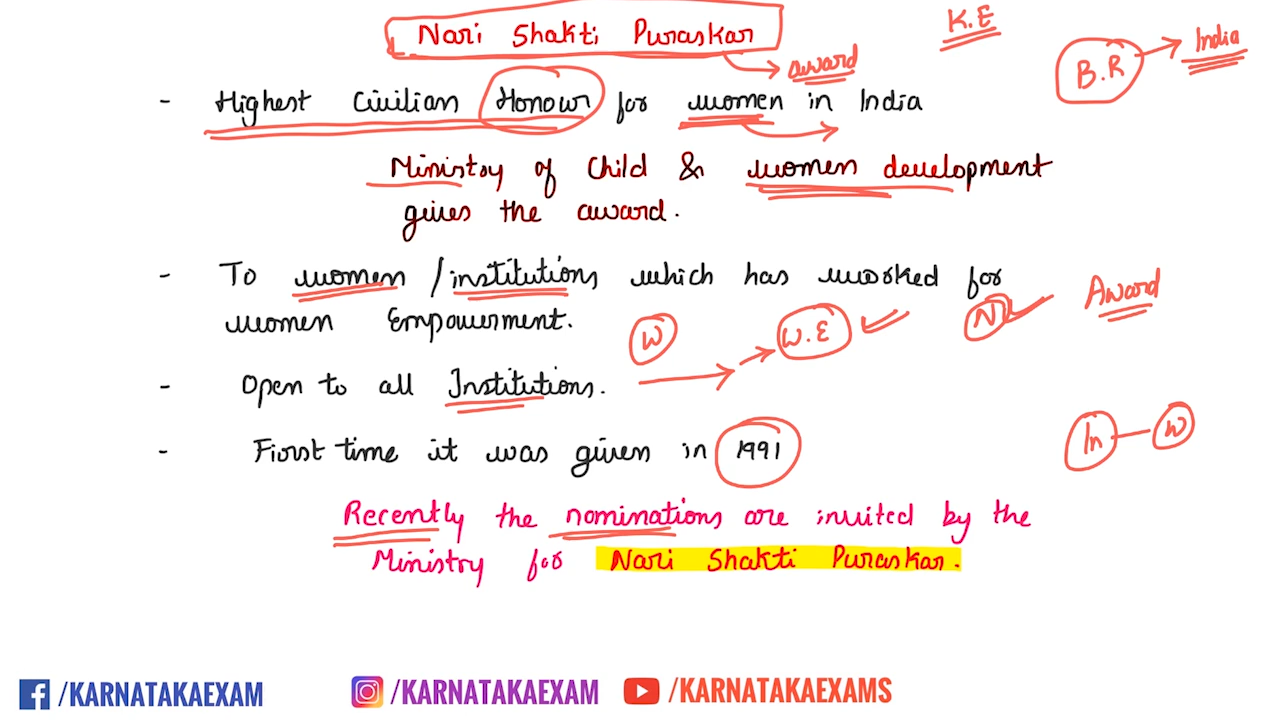 Nari Shakti Puraskar
K.E
India
B.R
award
- Highest Civilian Honour for women in India
Ministry of Child & women development
gives the award.
- To women / institutions which has worked for
women Empowerment.
Award
N
W
W.E
- Open to all Institutions.
- First time it was given in 1991
In
W
Recently the nominations are invited by the
Ministry for Nari Shakti Puraskar.
/KARNATAKAEXAM
/KARNATAKAEXAM
/KARNATAKAEXAMS